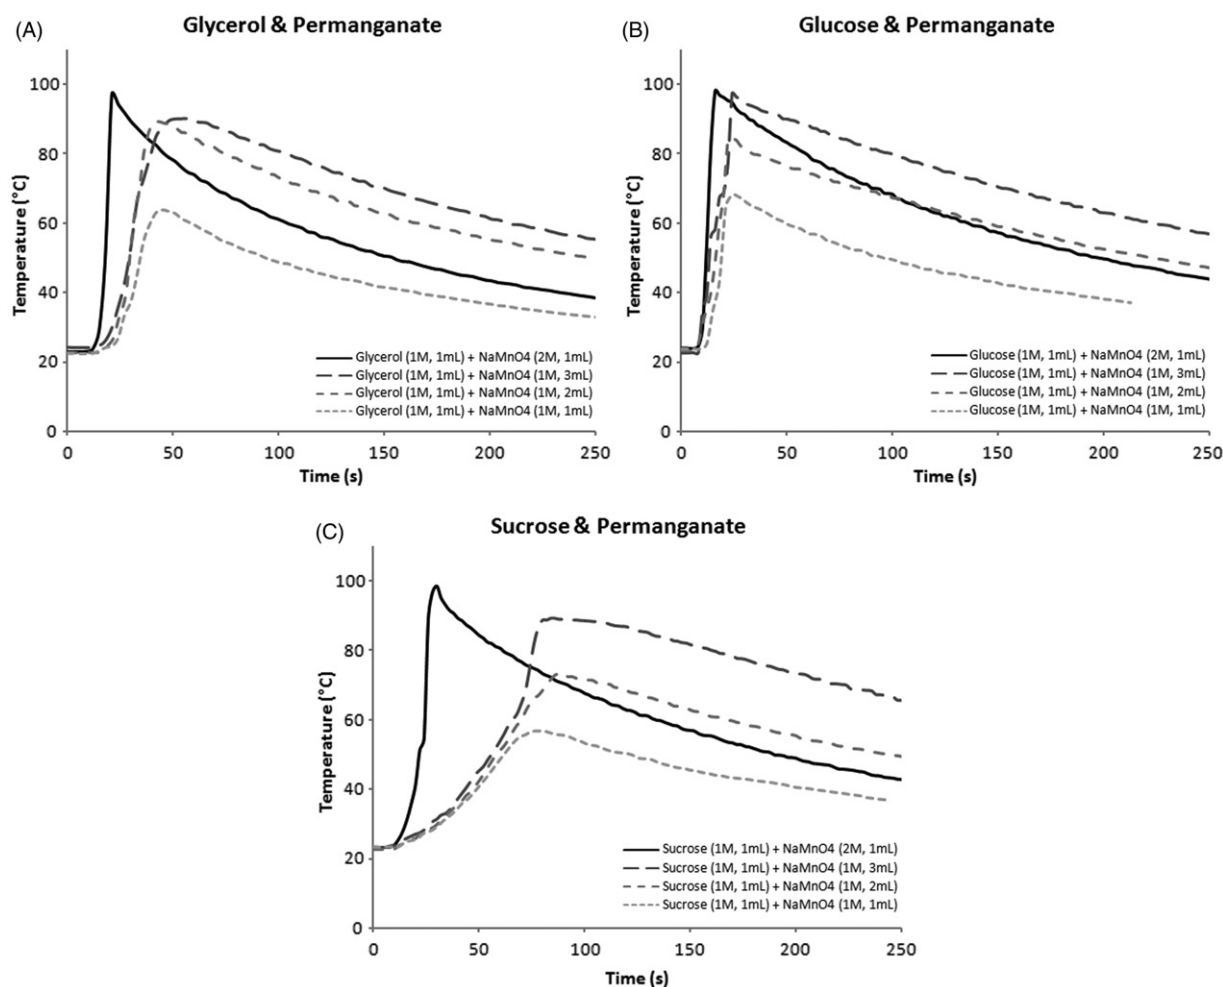 (A)
Glycerol & Permanganate
Temperature (°C)
100
80
60
40
20
0
Glycerol (1M, 1mL) + NaMnO4 (2M, 1mL)
Glycerol (1M, 1mL) + NaMnO4 (1M, 3mL)
Glycerol (1M, 1mL) + NaMnO4 (1M, 2mL)
Glycerol (1M, 1mL) + NaMnO4 (1M, 1mL)
0 50 100 150 200 250
Time (s)
(B)
Glucose & Permanganate
Temperature (°C)
100
80
60
40
20
0
Glucose (1M, 1mL) + NaMnO4 (2M, 1mL)
Glucose (1M, 1mL) + NaMnO4 (1M, 3mL)
Glucose (1M, 1mL) + NaMnO4 (1M, 2mL)
Glucose (1M, 1mL) + NaMnO4 (1M, 1mL)
0 50 100 150 200 250
Time (s)
(C)
Sucrose & Permanganate
Temperature (°C)
100
80
60
40
20
0
Sucrose (1M, 1mL) + NaMnO4 (2M, 1mL)
Sucrose (1M, 1mL) + NaMnO4 (1M, 3mL)
Sucrose (1M, 1mL) + NaMnO4 (1M, 2mL)
Sucrose (1M, 1mL) + NaMnO4 (1M, 1mL)
0 50 100 150 200 250
Time (s)